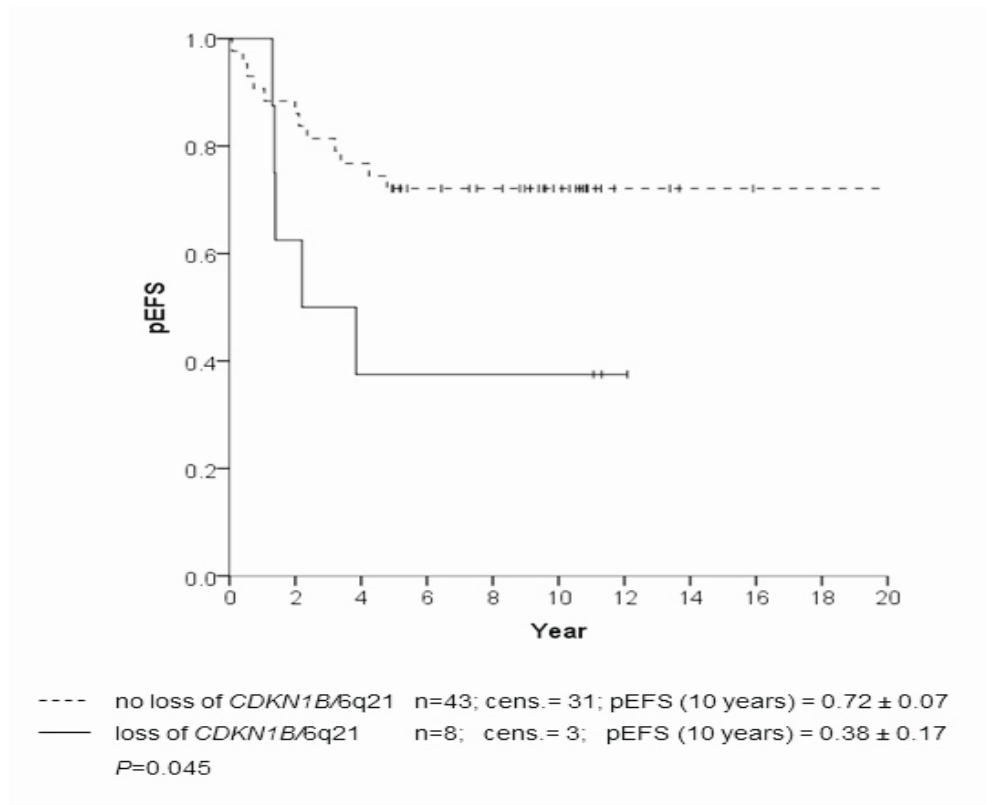 1.0
0.8
0.6
0.4
0.2
0.0
pEFS
0 2 4 6 8 10 12 14 16 18 20
Year
no loss of CDKN1B/6q21 n=43; cens.= 31; pEFS (10 years) = 0.72 ± 0.07
loss of CDKN1B/6q21 n=8; cens.= 3; pEFS (10 years) = 0.38 ± 0.17
P=0.045